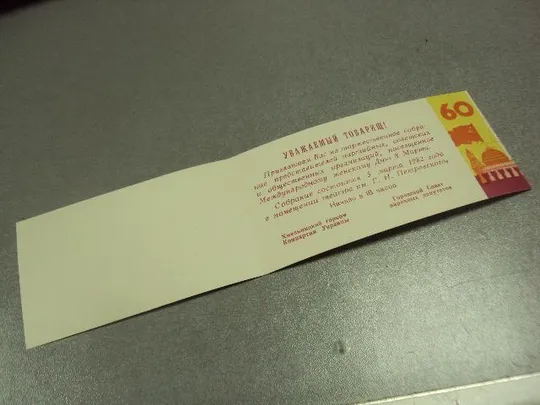 60
УВАЖАЕМЫЙ ТОВАРИЩ!
Приглашаем Вас на торжественное собра-
ние представителей партийных, советских
и общественных организаций, посвященное
Международному женскому Дню 8 Марта.
Собрание состоится 5 марта 1982 года
в помещении театра им. Г. И. Петровского.
Начало в 18 часов.
Хмельницкий горком
Компартии Украины
Городской Совет
народных депутатов